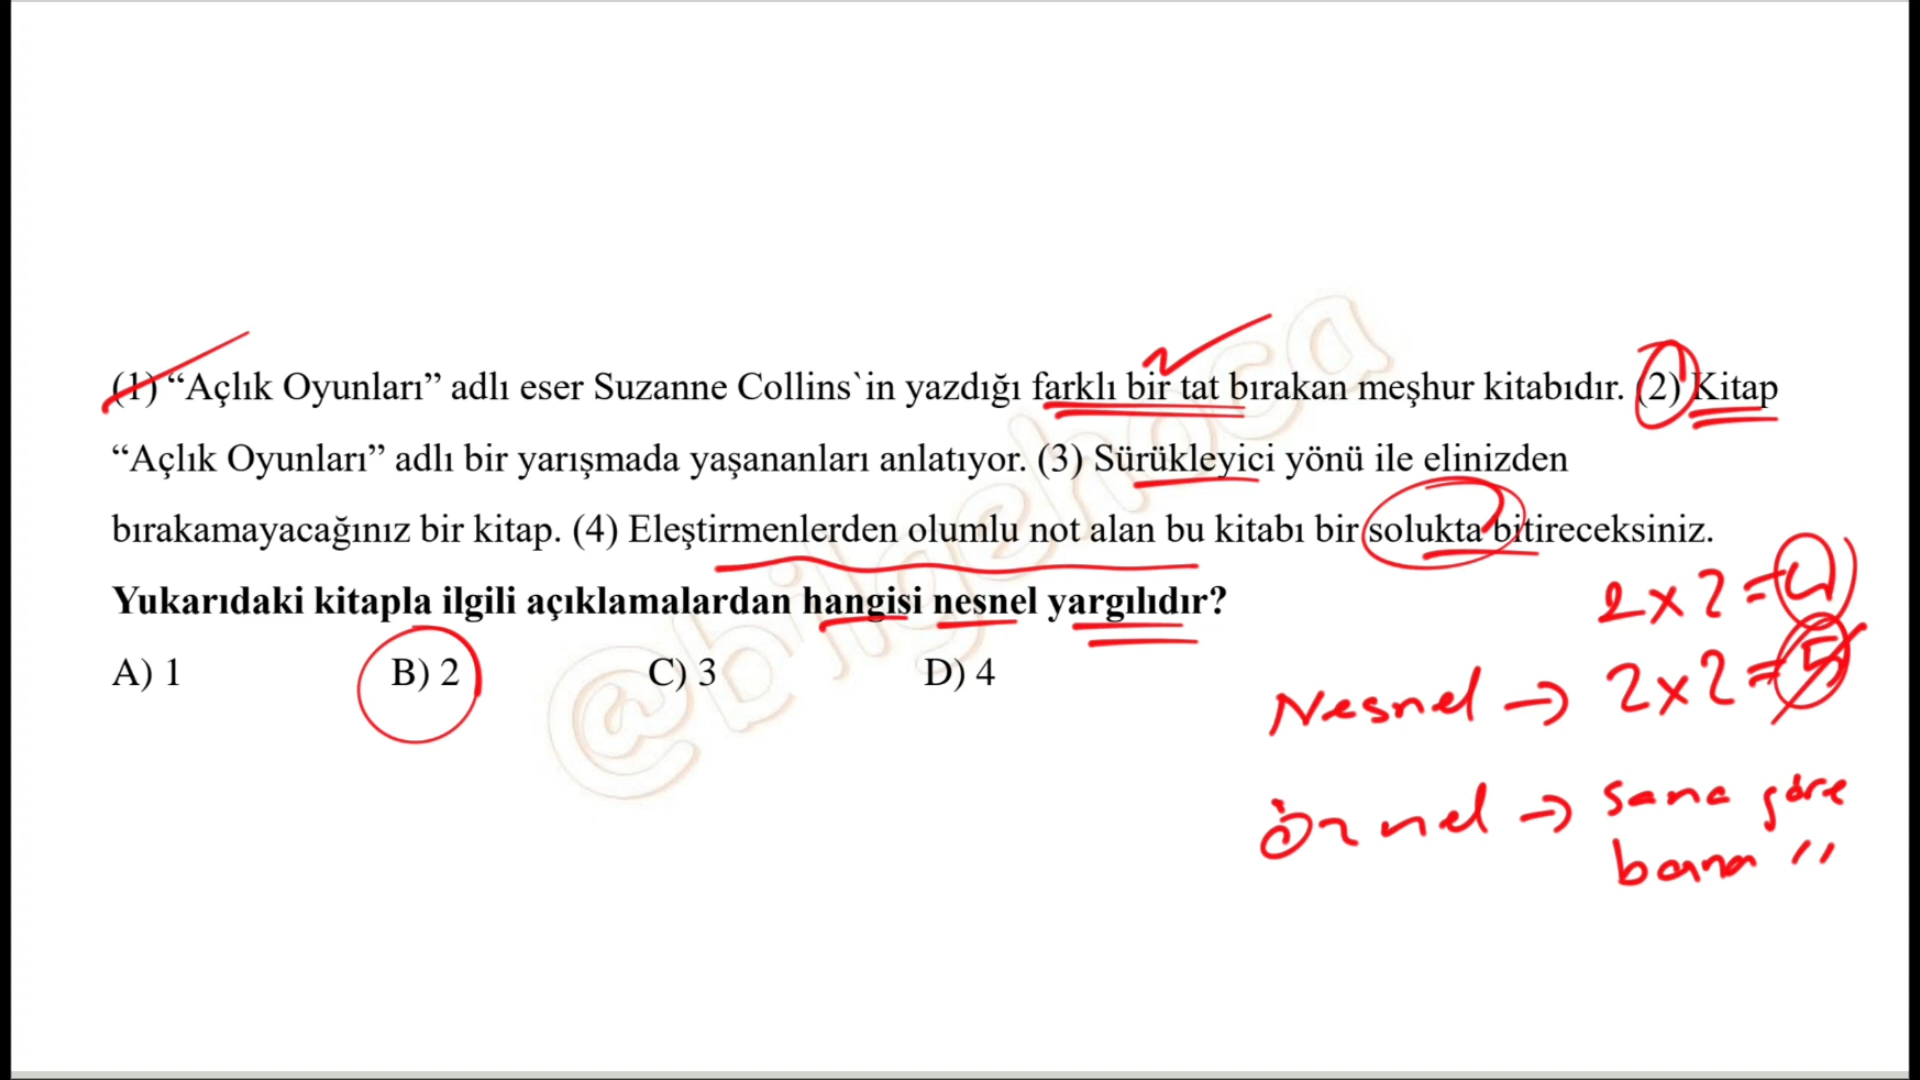 (1) “Açlık Oyunları” adlı eser Suzanne Collins`in yazdığı farklı bir tat bırakan meşhur kitabıdır. (2) Kitap
“Açlık Oyunları” adlı bir yarışmada yaşananları anlatıyor. (3) Sürükleyici yönü ile elinizden
bırakamayacağınız bir kitap. (4) Eleştirmenlerden olumlu not alan bu kitabı bir solukta bitireceksiniz.
Yukarıdaki kitapla ilgili açıklamalardan hangisi nesnel yargılıdır?
A) 1 B) 2 C) 3 D) 4
2x2=4
Nesnel → 2x2=5
Öznel → sana göre
bana "
@bilgehoca